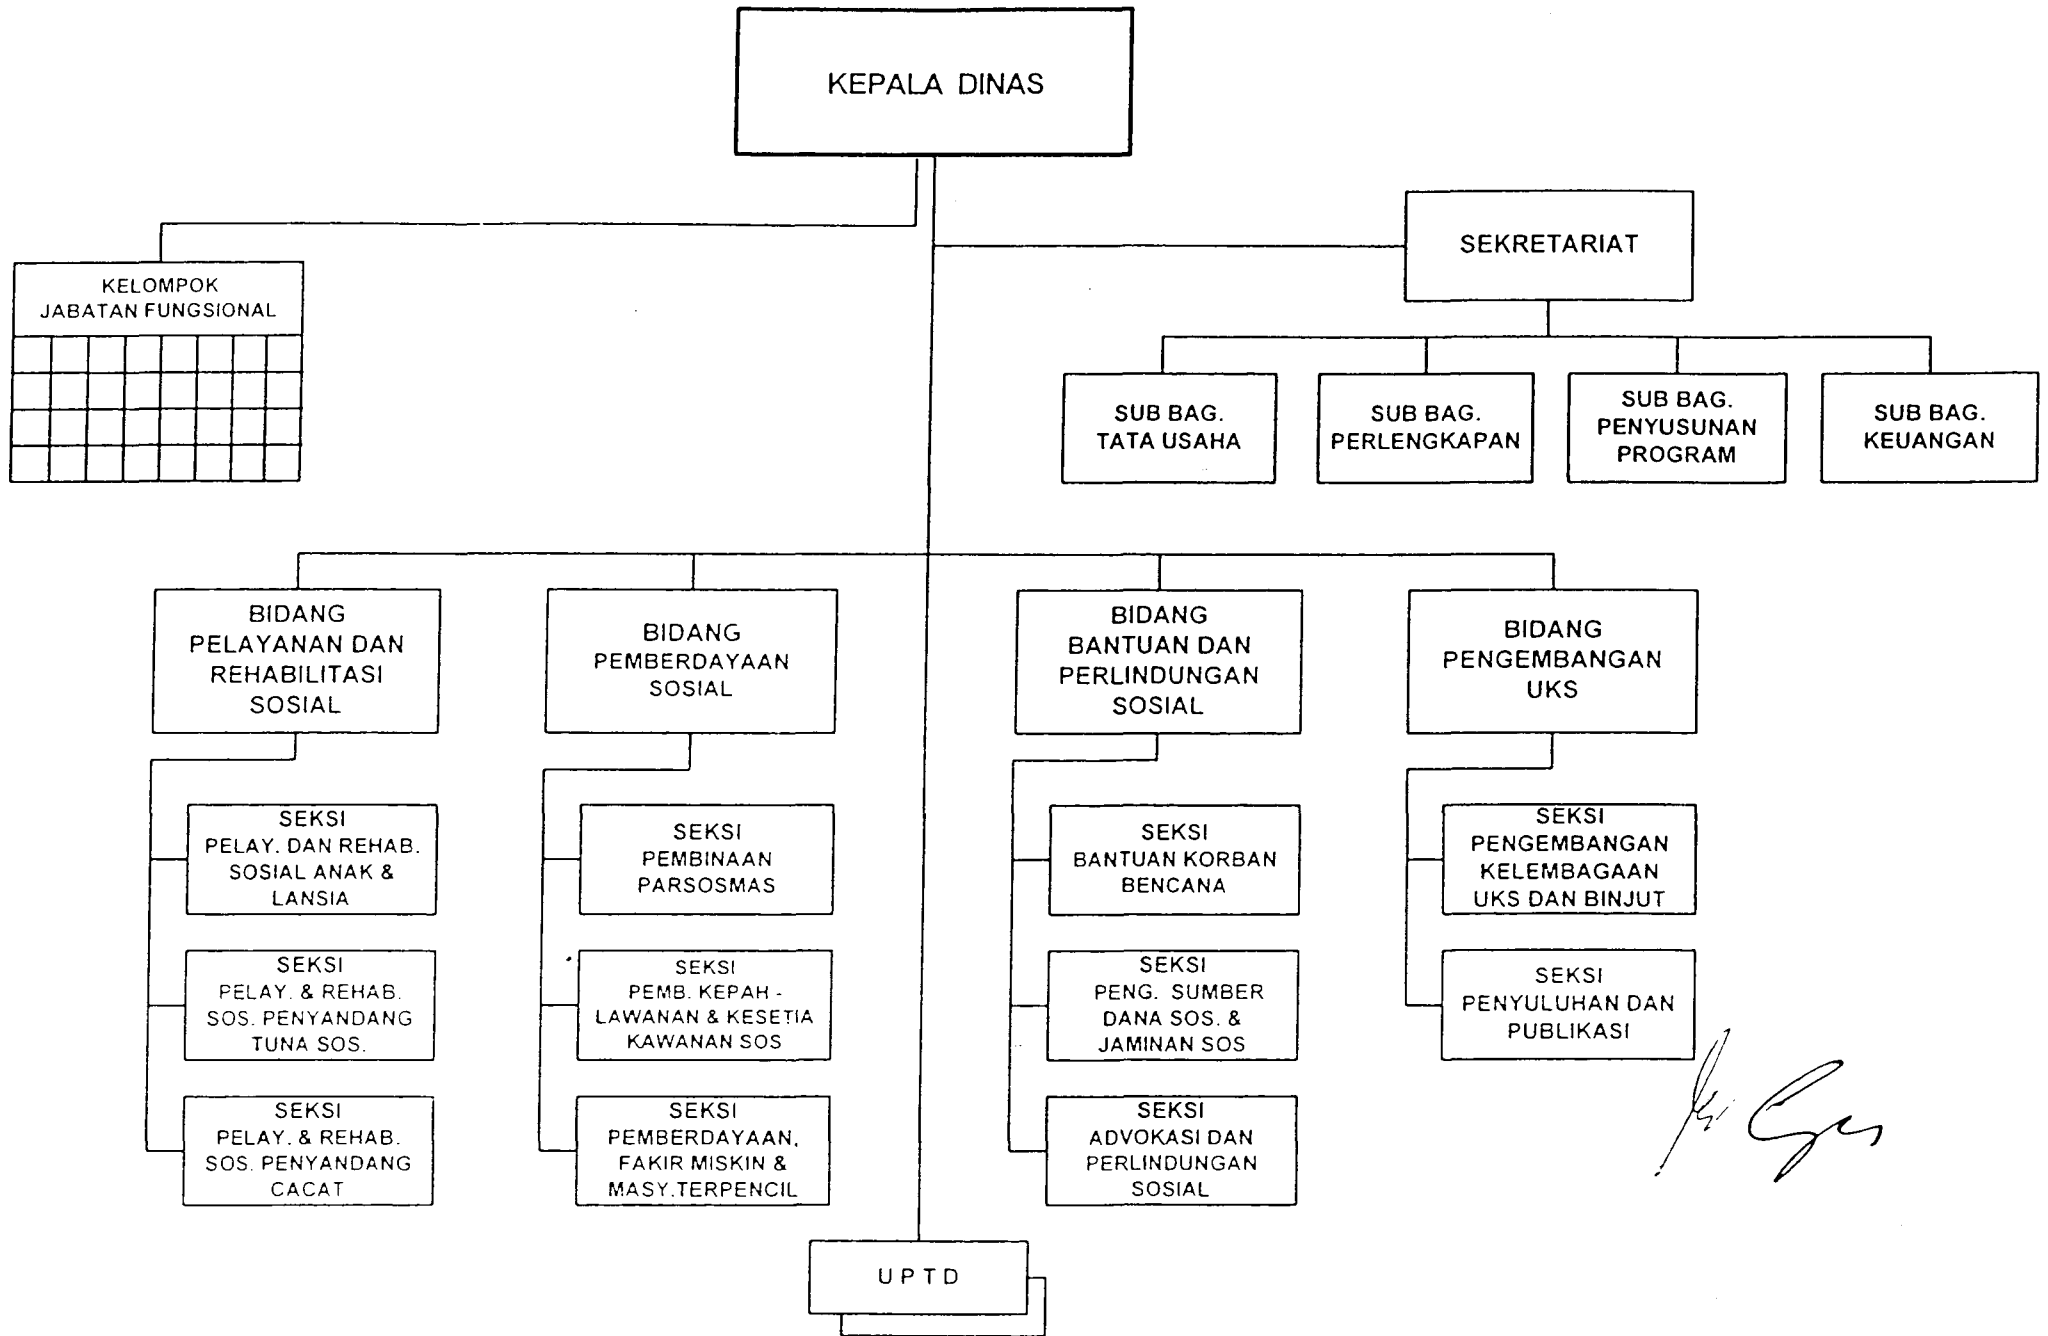 KEPALA DINAS
SEKRETARIAT
KELOMPOK
JABATAN FUNGSIONAL
SUB BAG.
TATA USAHA
SUB BAG.
PERLENGKAPAN
SUB BAG.
PENYUSUNAN
PROGRAM
SUB BAG.
KEUANGAN
BIDANG
PELAYANAN DAN
REHABILITASI
SOSIAL
BIDANG
PEMBERDAYAAN
SOSIAL
BIDANG
BANTUAN DAN
PERLINDUNGAN
SOSIAL
BIDANG
PENGEMBANGAN
UKS
SEKSI
PELAY. DAN REHAB.
SOSIAL ANAK &
LANSIA
SEKSI
PEMBINAAN
PARSOSMAS
SEKSI
BANTUAN KORBAN
BENCANA
SEKSI
PENGEMBANGAN
KELEMBAGAAN
UKS DAN BINJUT
SEKSI
PELAY. & REHAB.
SOS. PENYANDANG
TUNA SOS.
SEKSI
PEMB. KEPAH -
LAWANAN & KESETIA
KAWANAN SOS
SEKSI
PENG. SUMBER
DANA SOS. &
JAMINAN SOS
SEKSI
PENYULUHAN DAN
PUBLIKASI
SEKSI
PELAY. & REHAB.
SOS. PENYANDANG
CACAT
SEKSI
PEMBERDAYAAN,
FAKIR MISKIN &
MASY.TERPENCIL
SEKSI
ADVOKASI DAN
PERLINDUNGAN
SOSIAL
U P T D